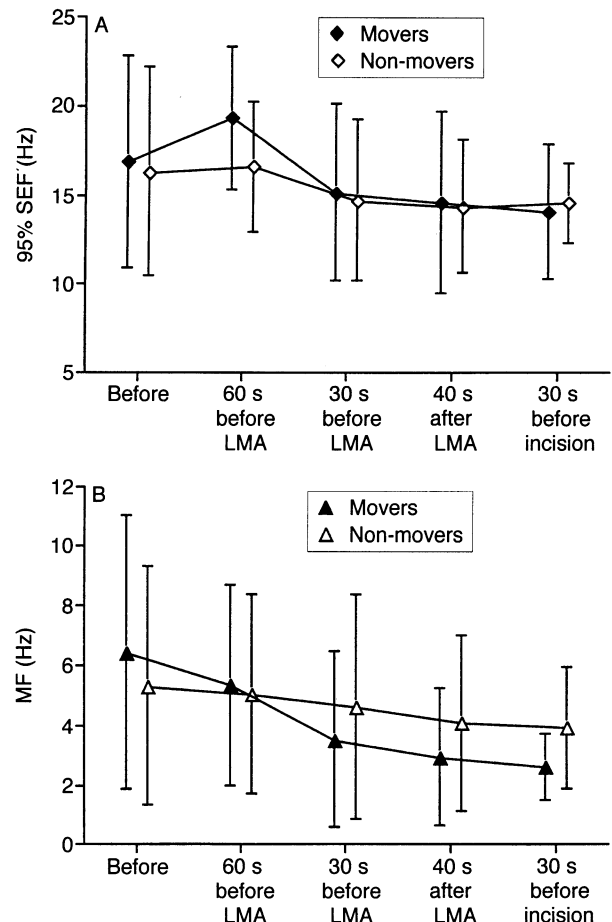 A
Movers
Non-movers
95% SEF (Hz)
25
20
15
10
5
Before
60 s
before
LMA
30 s
before
LMA
40 s
after
LMA
30 s
before
incision
B
Movers
Non-movers
MF (Hz)
12
10
8
6
4
2
0
Before
60 s
before
LMA
30 s
before
LMA
40 s
after
LMA
30 s
before
incision